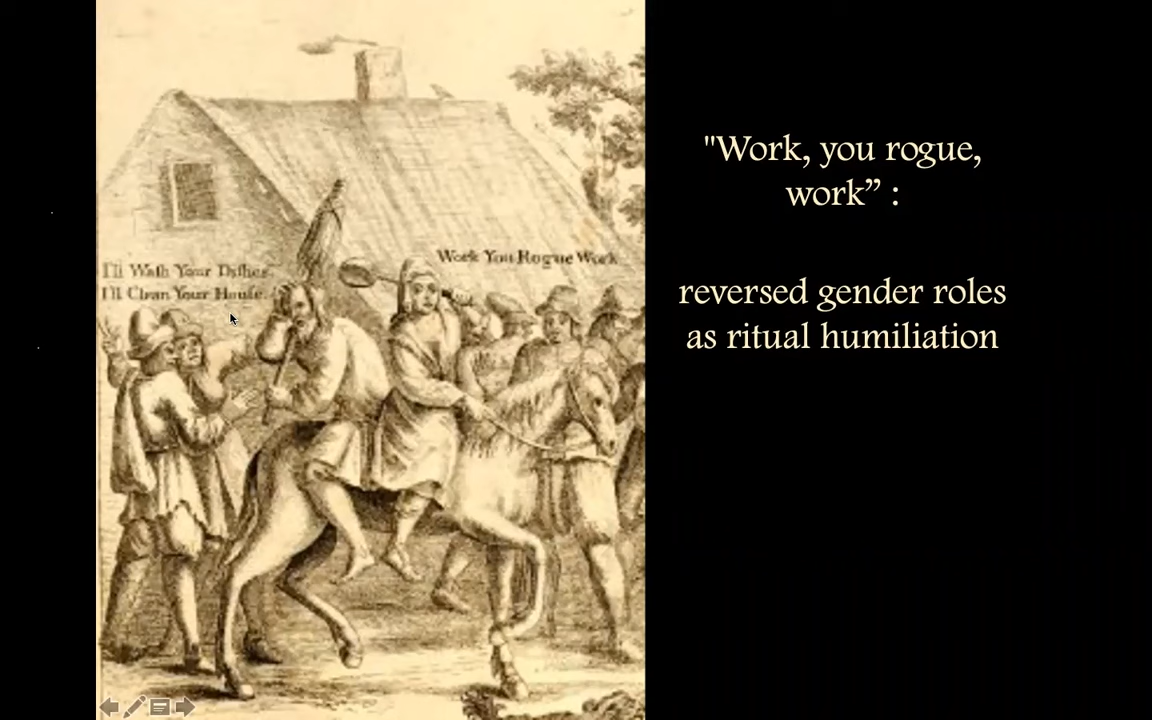 I'll Wash Your Dishes.
I'll Clean Your House.
Work You Rogue Work
"Work, you rogue,
work” :
reversed gender roles
as ritual humiliation